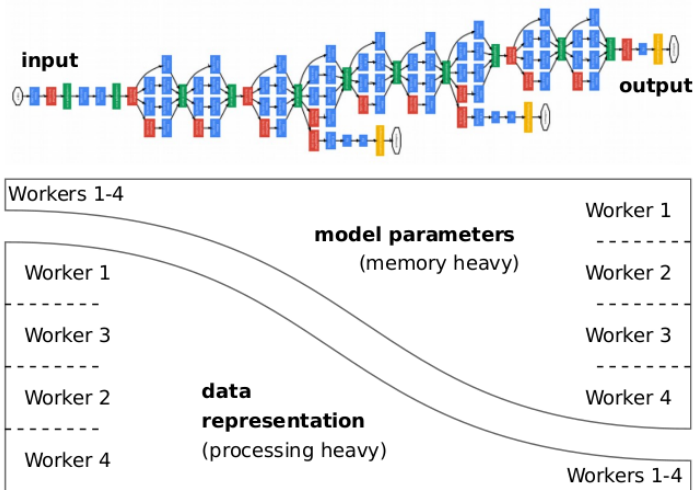 input
output
Workers 1-4
Worker 1
model parameters
(memory heavy)
Worker 1
Worker 2
Worker 3
Worker 3
Worker 2
data
representation
(processing heavy)
Worker 4
Worker 4
Workers 1-4